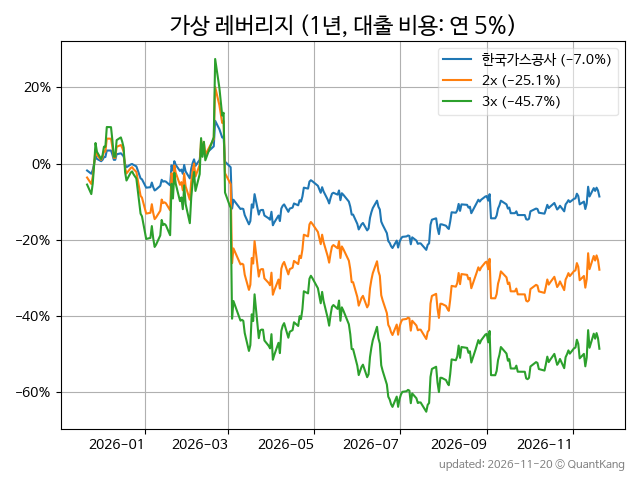 가상 레버리지 (1년, 대출 비용: 연 5%)
한국가스공사 (−7.0%)
2x (−25.1%)
3x (−45.7%)
20%
0%
−20%
−40%
−60%
2026-01
2026-03
2026-05
2026-07
2026-09
2026-11
updated: 2026-11-20 © QuantKang